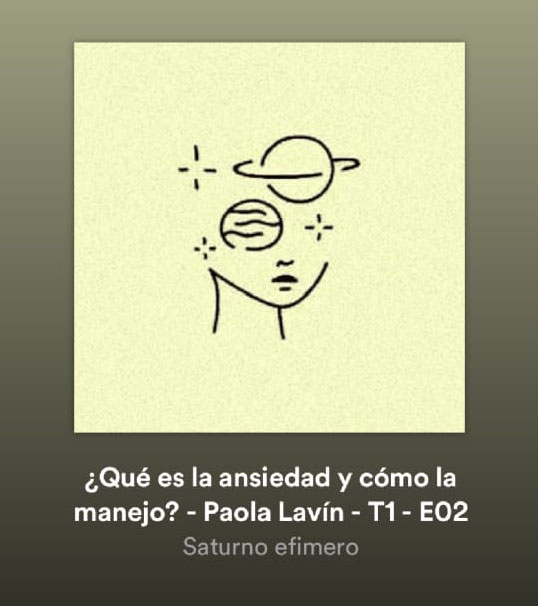 ¿Qué es la ansiedad y cómo la
manejo? - Paola Lavín - T1 - E02
Saturno efimero